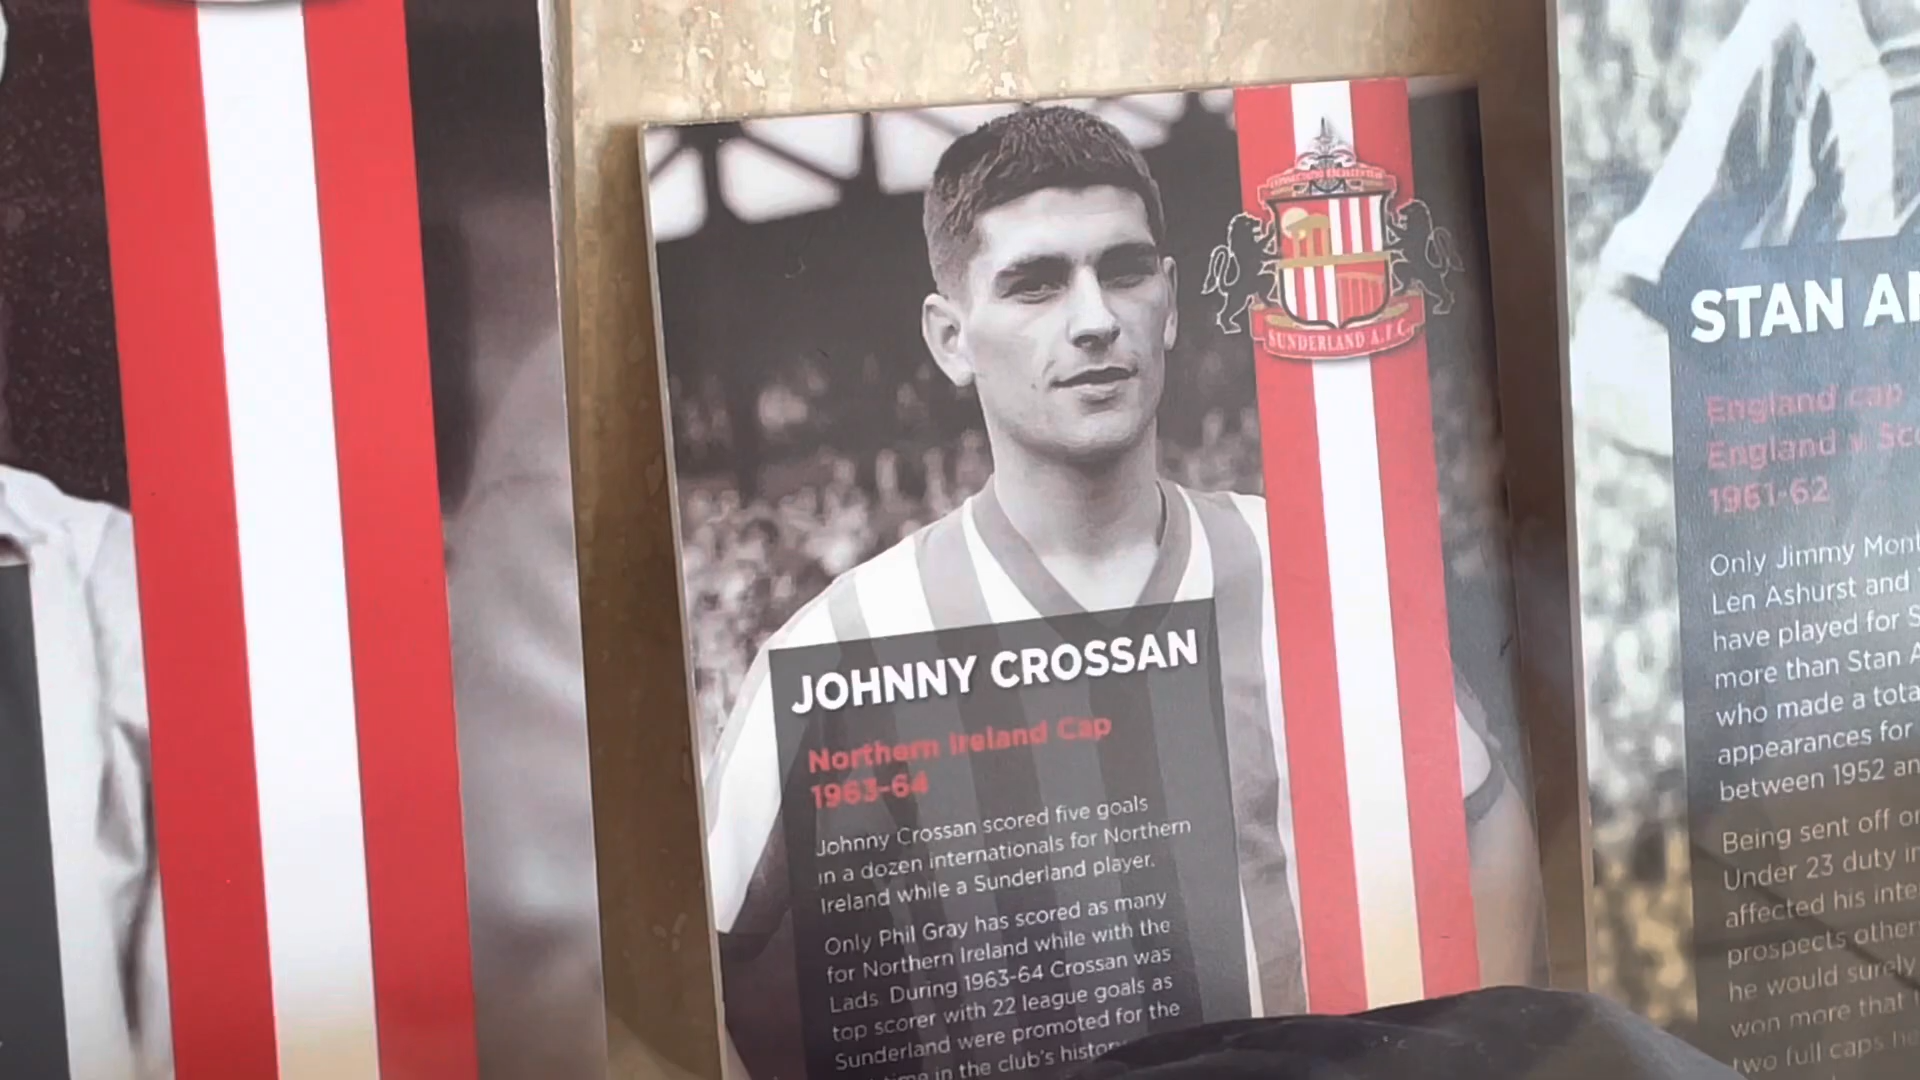 SUNDERLAND A.F.C.
JOHNNY CROSSAN
Northern Ireland Cap
1963-64
Johnny Crossan scored five goals
in a dozen internationals for Northern
Ireland while a Sunderland player.
Only Phil Gray has scored as many
for Northern Ireland while with the
Lads. During 1963-64 Crossan was
top scorer with 22 league goals as
Sunderland were promoted for the
in the club's history
STAN
England cap
England v
1961-62
Only Jimmy
Len Ashurst and
have played for
more than Stan
who made a
appearances for
between 1952
Being sent off
Under 23 duty
affected his
prospects
he would surely
won more that
two full caps